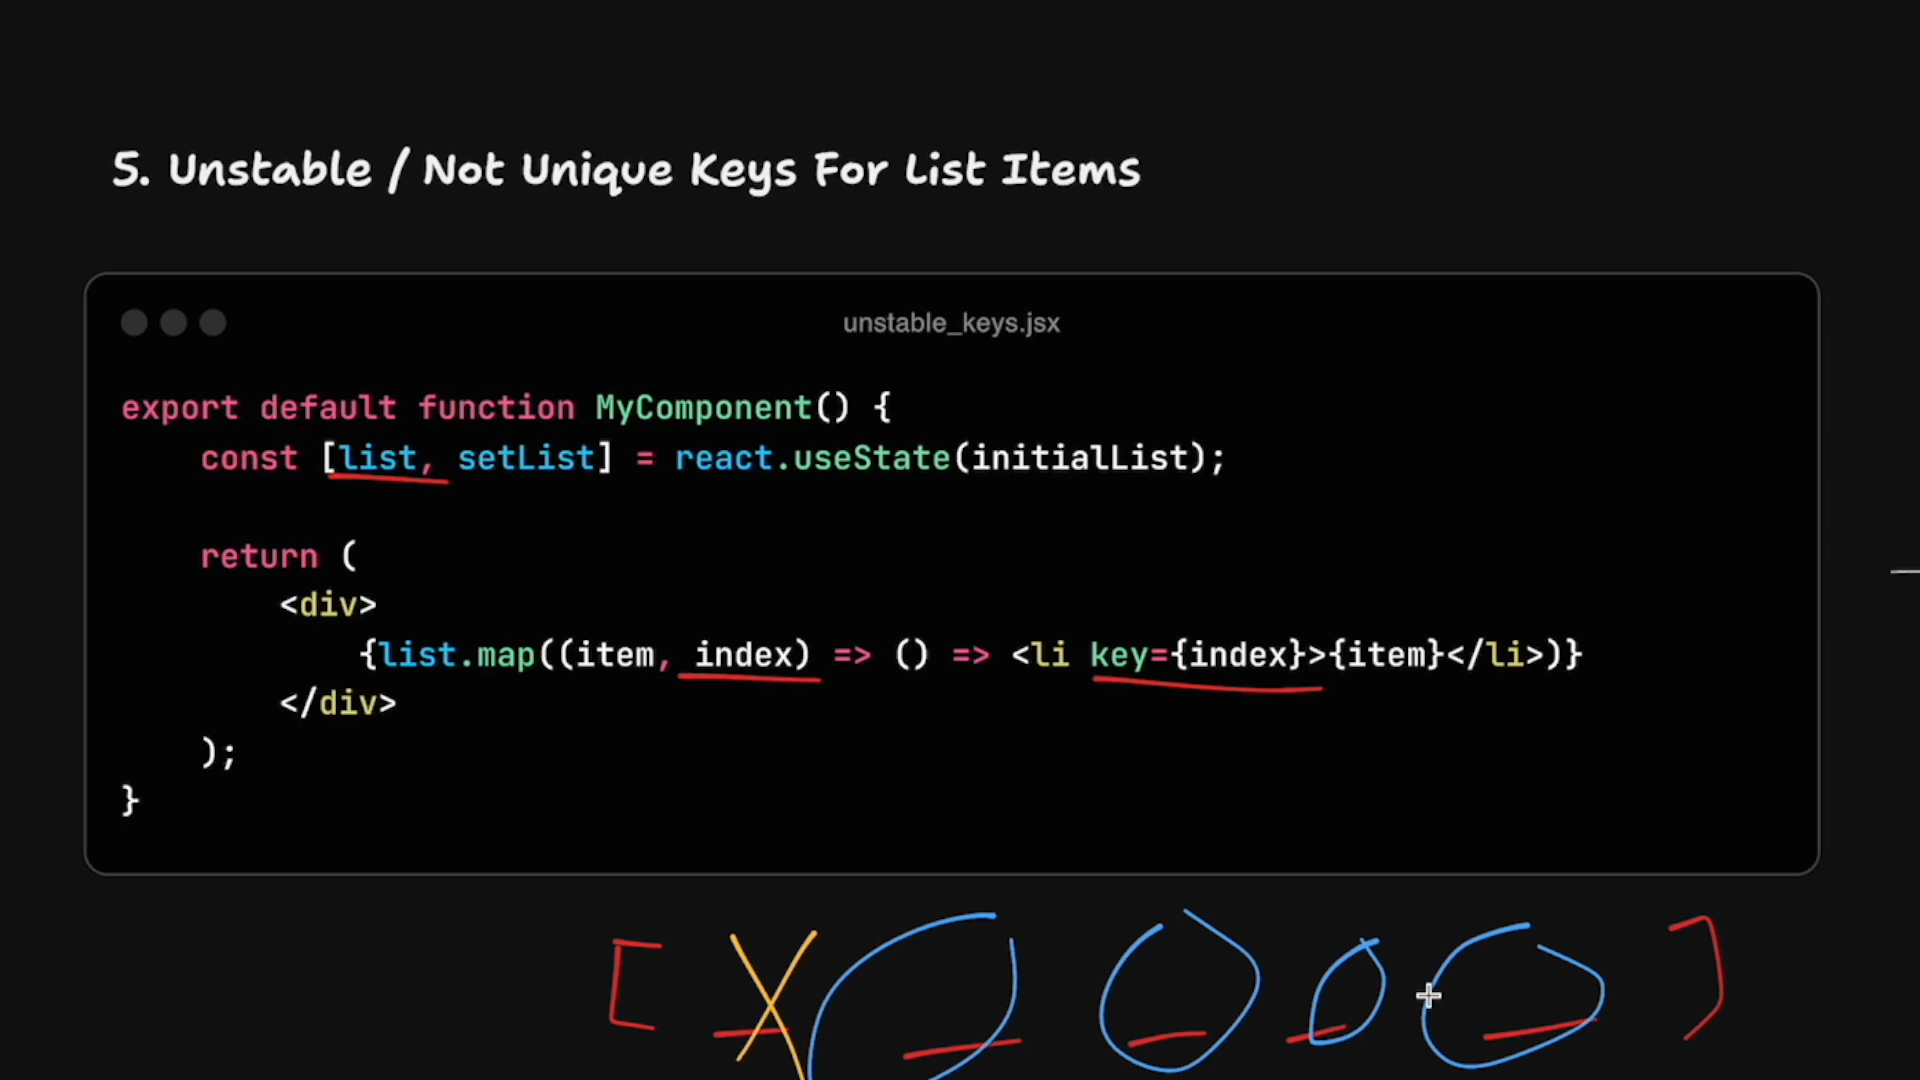 5. Unstable / Not Unique Keys For List Items
unstable_keys.jsx
export default function MyComponent() {
const [list, setList] = react.useState(initialList);
return (
<div>
{list.map((item, index) => () => <li key={index}>{item}</li>)}
</div>
);
}
[ X ]